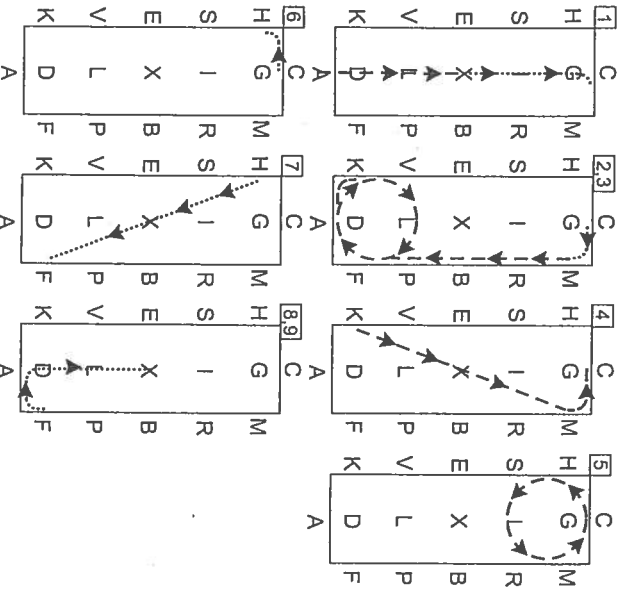 1 C
H G M
S I R
E X B
V L P
K D F
A
2,3 C
H G M
S I R
E X B
V L P
K D F
A
4 C
H G M
S I R
E X B
V L P
K D F
A
5 C
H G M
S I R
E X B
V L P
K D F
A
6 C
H G M
S I R
E X B
V L P
K D F
A
7 C
H G M
S I R
E X B
V L P
K D F
A
8,9 C
H G M
S I R
E X B
V L P
K D F
A